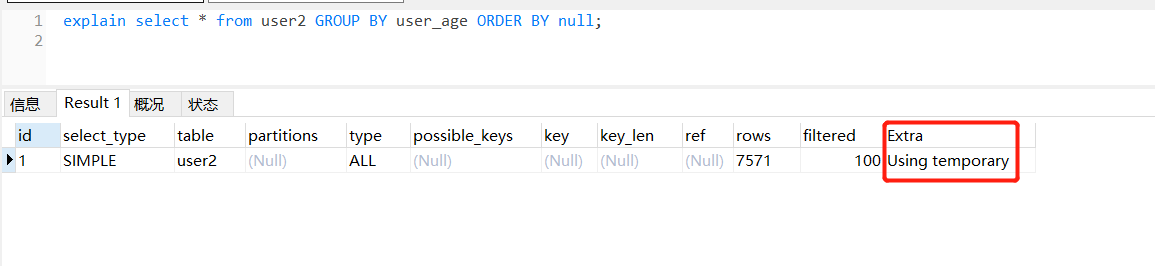 1 explain select * from user2 GROUP BY user_age ORDER BY null;
2
信息 Result 1 概况 状态
id select_type table partitions type possible_keys key key_len ref rows filtered Extra
1 SIMPLE user2 (Null) ALL (Null) (Null) (Null) (Null) 7571 100 Using temporary